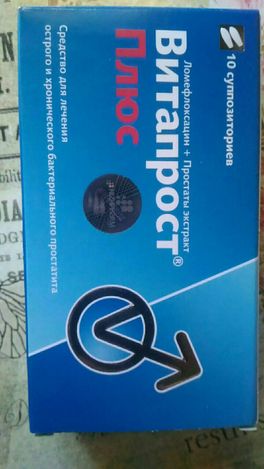 10 суппозиториев
Ломефлоксацин + Простаты экстракт
Витапрост®
Плюс
Средство для лечения
острого и хронического бактериального простатита